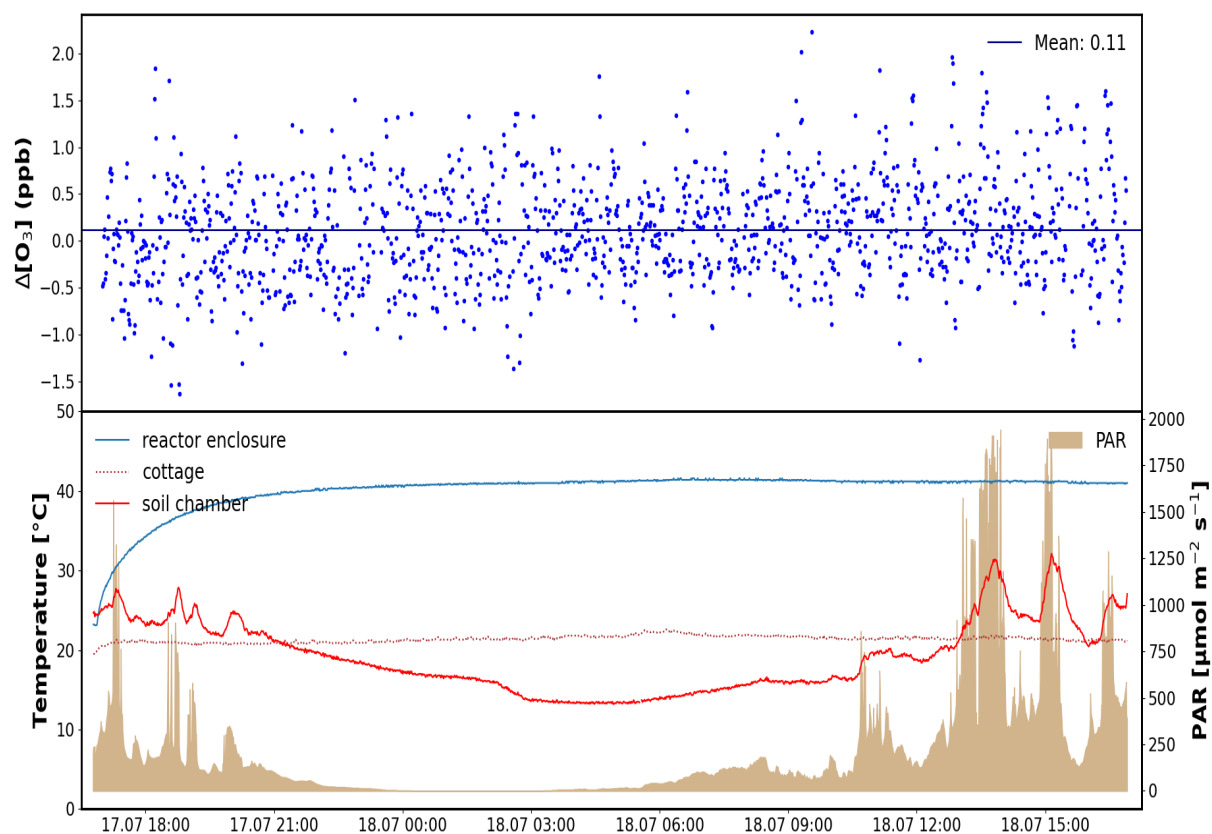 Mean: 0.11
Δ[O₃] (ppb)
2.0
1.5
1.0
0.5
0.0
−0.5
−1.0
−1.5
reactor enclosure
cottage
soil chamber
PAR
Temperature [°C]
50
40
30
20
10
0
PAR [µmol m⁻² s⁻¹]
2000
1750
1500
1250
1000
750
500
250
0
17.07 18:00 17.07 21:00 18.07 00:00 18.07 03:00 18.07 06:00 18.07 09:00 18.07 12:00 18.07 15:00